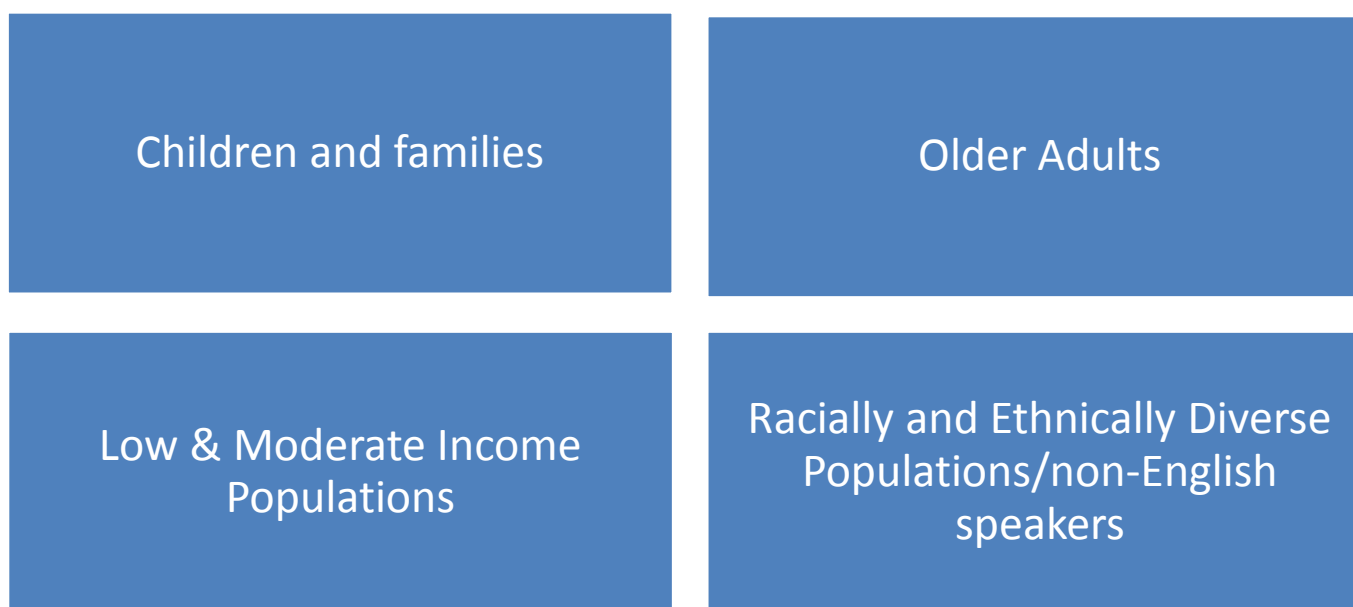 Children and families
Older Adults
Low & Moderate Income
Populations
Racially and Ethnically Diverse
Populations/non-English
speakers